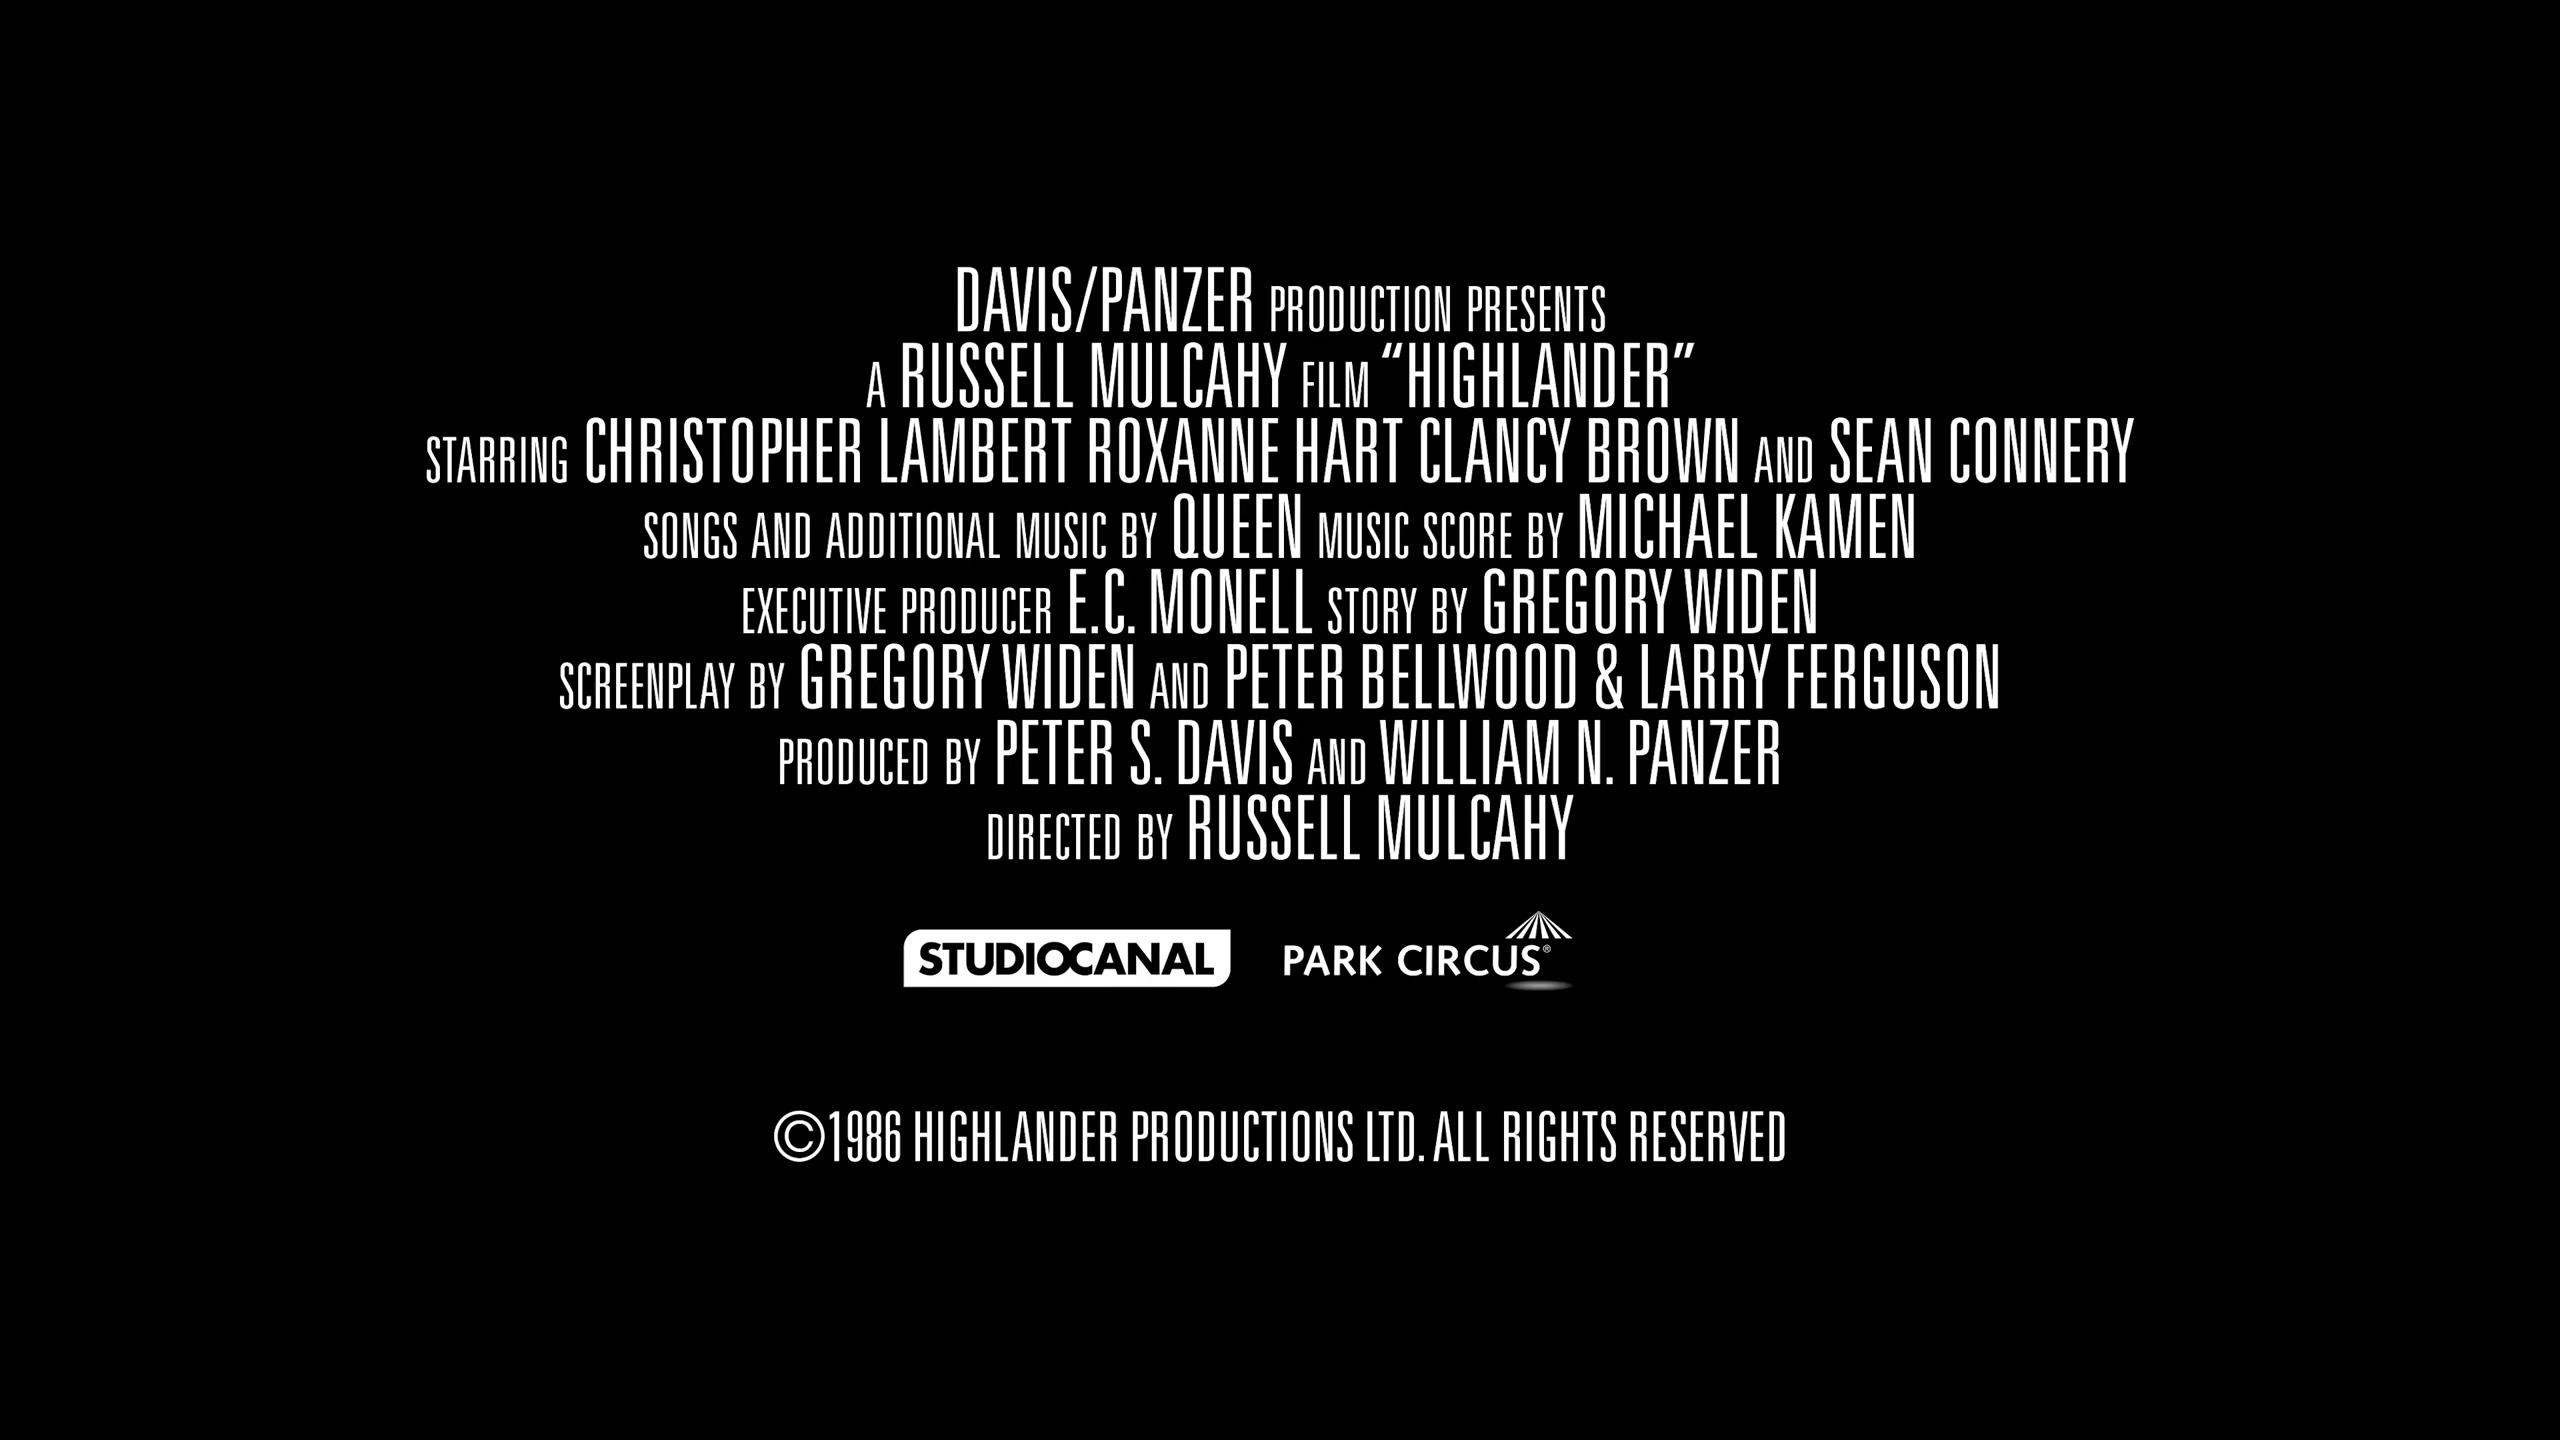 DAVIS/PANZER PRODUCTION PRESENTS
A RUSSELL MULCAHY FILM “HIGHLANDER”
STARRING CHRISTOPHER LAMBERT ROXANNE HART CLANCY BROWN AND SEAN CONNERY
SONGS AND ADDITIONAL MUSIC BY QUEEN MUSIC SCORE BY MICHAEL KAMEN
EXECUTIVE PRODUCER E.C. MONELL STORY BY GREGORY WIDEN
SCREENPLAY BY GREGORY WIDEN AND PETER BELLWOOD & LARRY FERGUSON
PRODUCED BY PETER S. DAVIS AND WILLIAM N. PANZER
DIRECTED BY RUSSELL MULCAHY
STUDIOCANAL PARK CIRCUS®
©1986 HIGHLANDER PRODUCTIONS LTD. ALL RIGHTS RESERVED